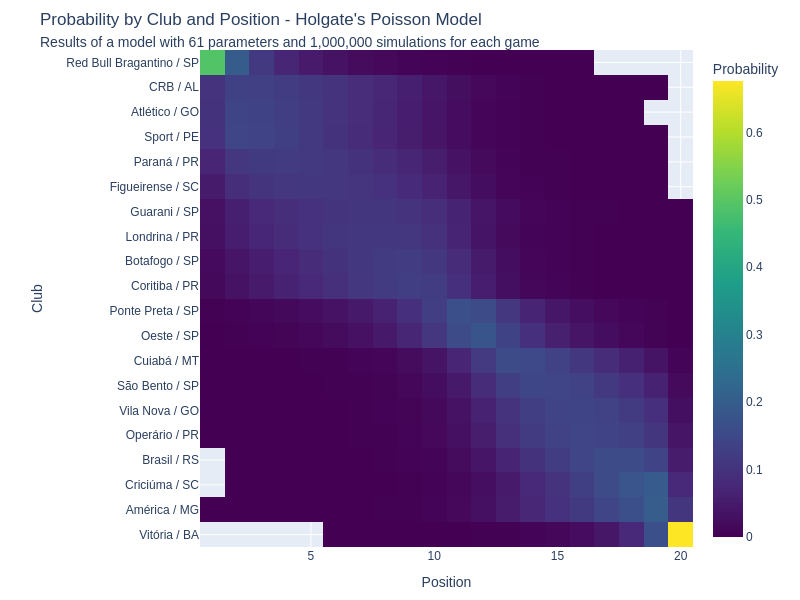 Probability by Club and Position - Holgate's Poisson Model
Results of a model with 61 parameters and 1,000,000 simulations for each game
Probability
Club
Red Bull Bragantino / SP
CRB / AL
Atlético / GO
Sport / PE
Paraná / PR
Figueirense / SC
Guarani / SP
Londrina / PR
Botafogo / SP
Coritiba / PR
Ponte Preta / SP
Oeste / SP
Cuiabá / MT
São Bento / SP
Vila Nova / GO
Operário / PR
Brasil / RS
Criciúma / SC
América / MG
Vitória / BA
0.6
0.5
0.4
0.3
0.2
0.1
0
5 10 15 20
Position